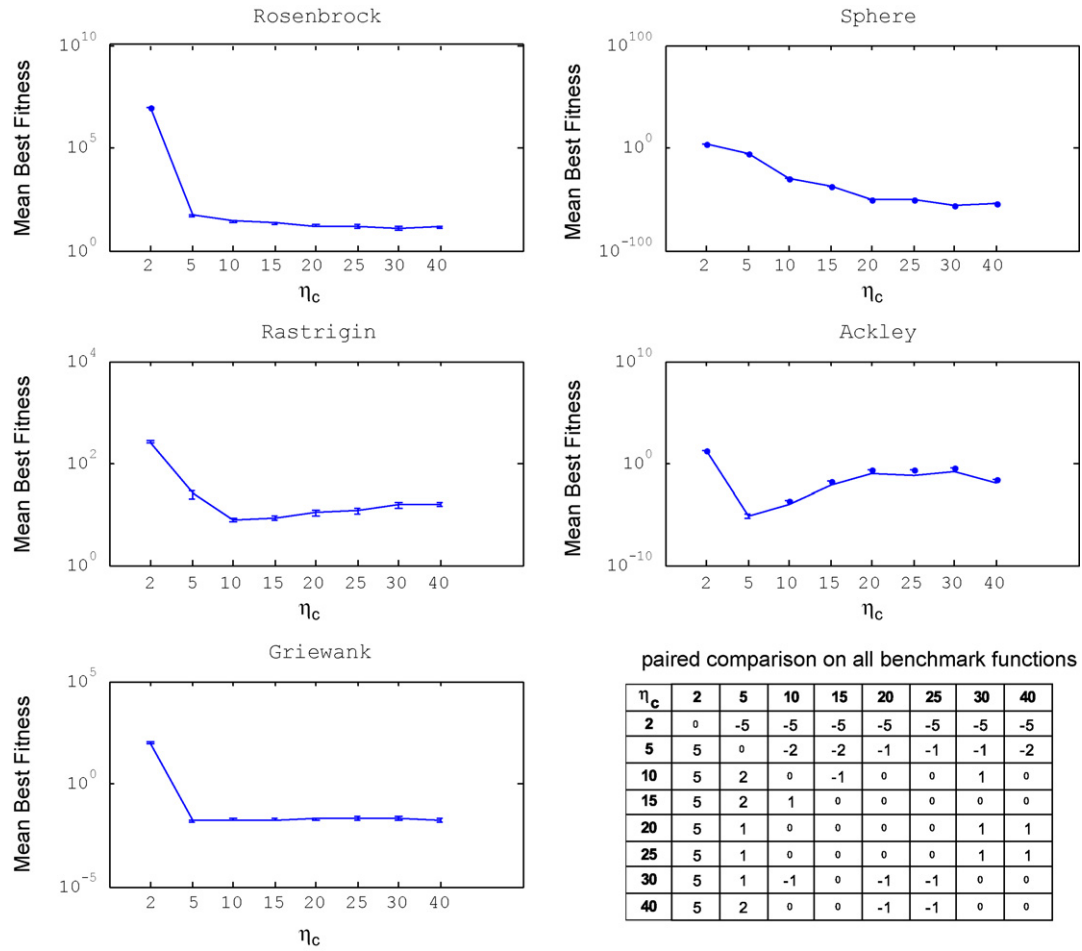 Rosenbrock
Mean Best Fitness
10^10
10^5
10^0
2 5 10 15 20 25 30 40
η_c
Sphere
Mean Best Fitness
10^100
10^0
10^-100
2 5 10 15 20 25 30 40
η_c
Rastrigin
Mean Best Fitness
10^4
10^2
10^0
2 5 10 15 20 25 30 40
η_c
Ackley
Mean Best Fitness
10^10
10^0
10^-10
2 5 10 15 20 25 30 40
η_c
Griewank
Mean Best Fitness
10^5
10^0
10^-5
2 5 10 15 20 25 30 40
η_c
paired comparison on all benchmark functions
η_c 2 5 10 15 20 25 30 40
2 0 -5 -5 -5 -5 -5 -5 -5
5 5 0 -2 -2 -1 -1 -1 -2
10 5 2 0 -1 0 0 1 0
15 5 2 1 0 0 0 0 0
20 5 1 0 0 0 0 1 1
25 5 1 0 0 0 0 1 1
30 5 1 -1 0 -1 -1 0 0
40 5 2 0 0 -1 -1 0 0